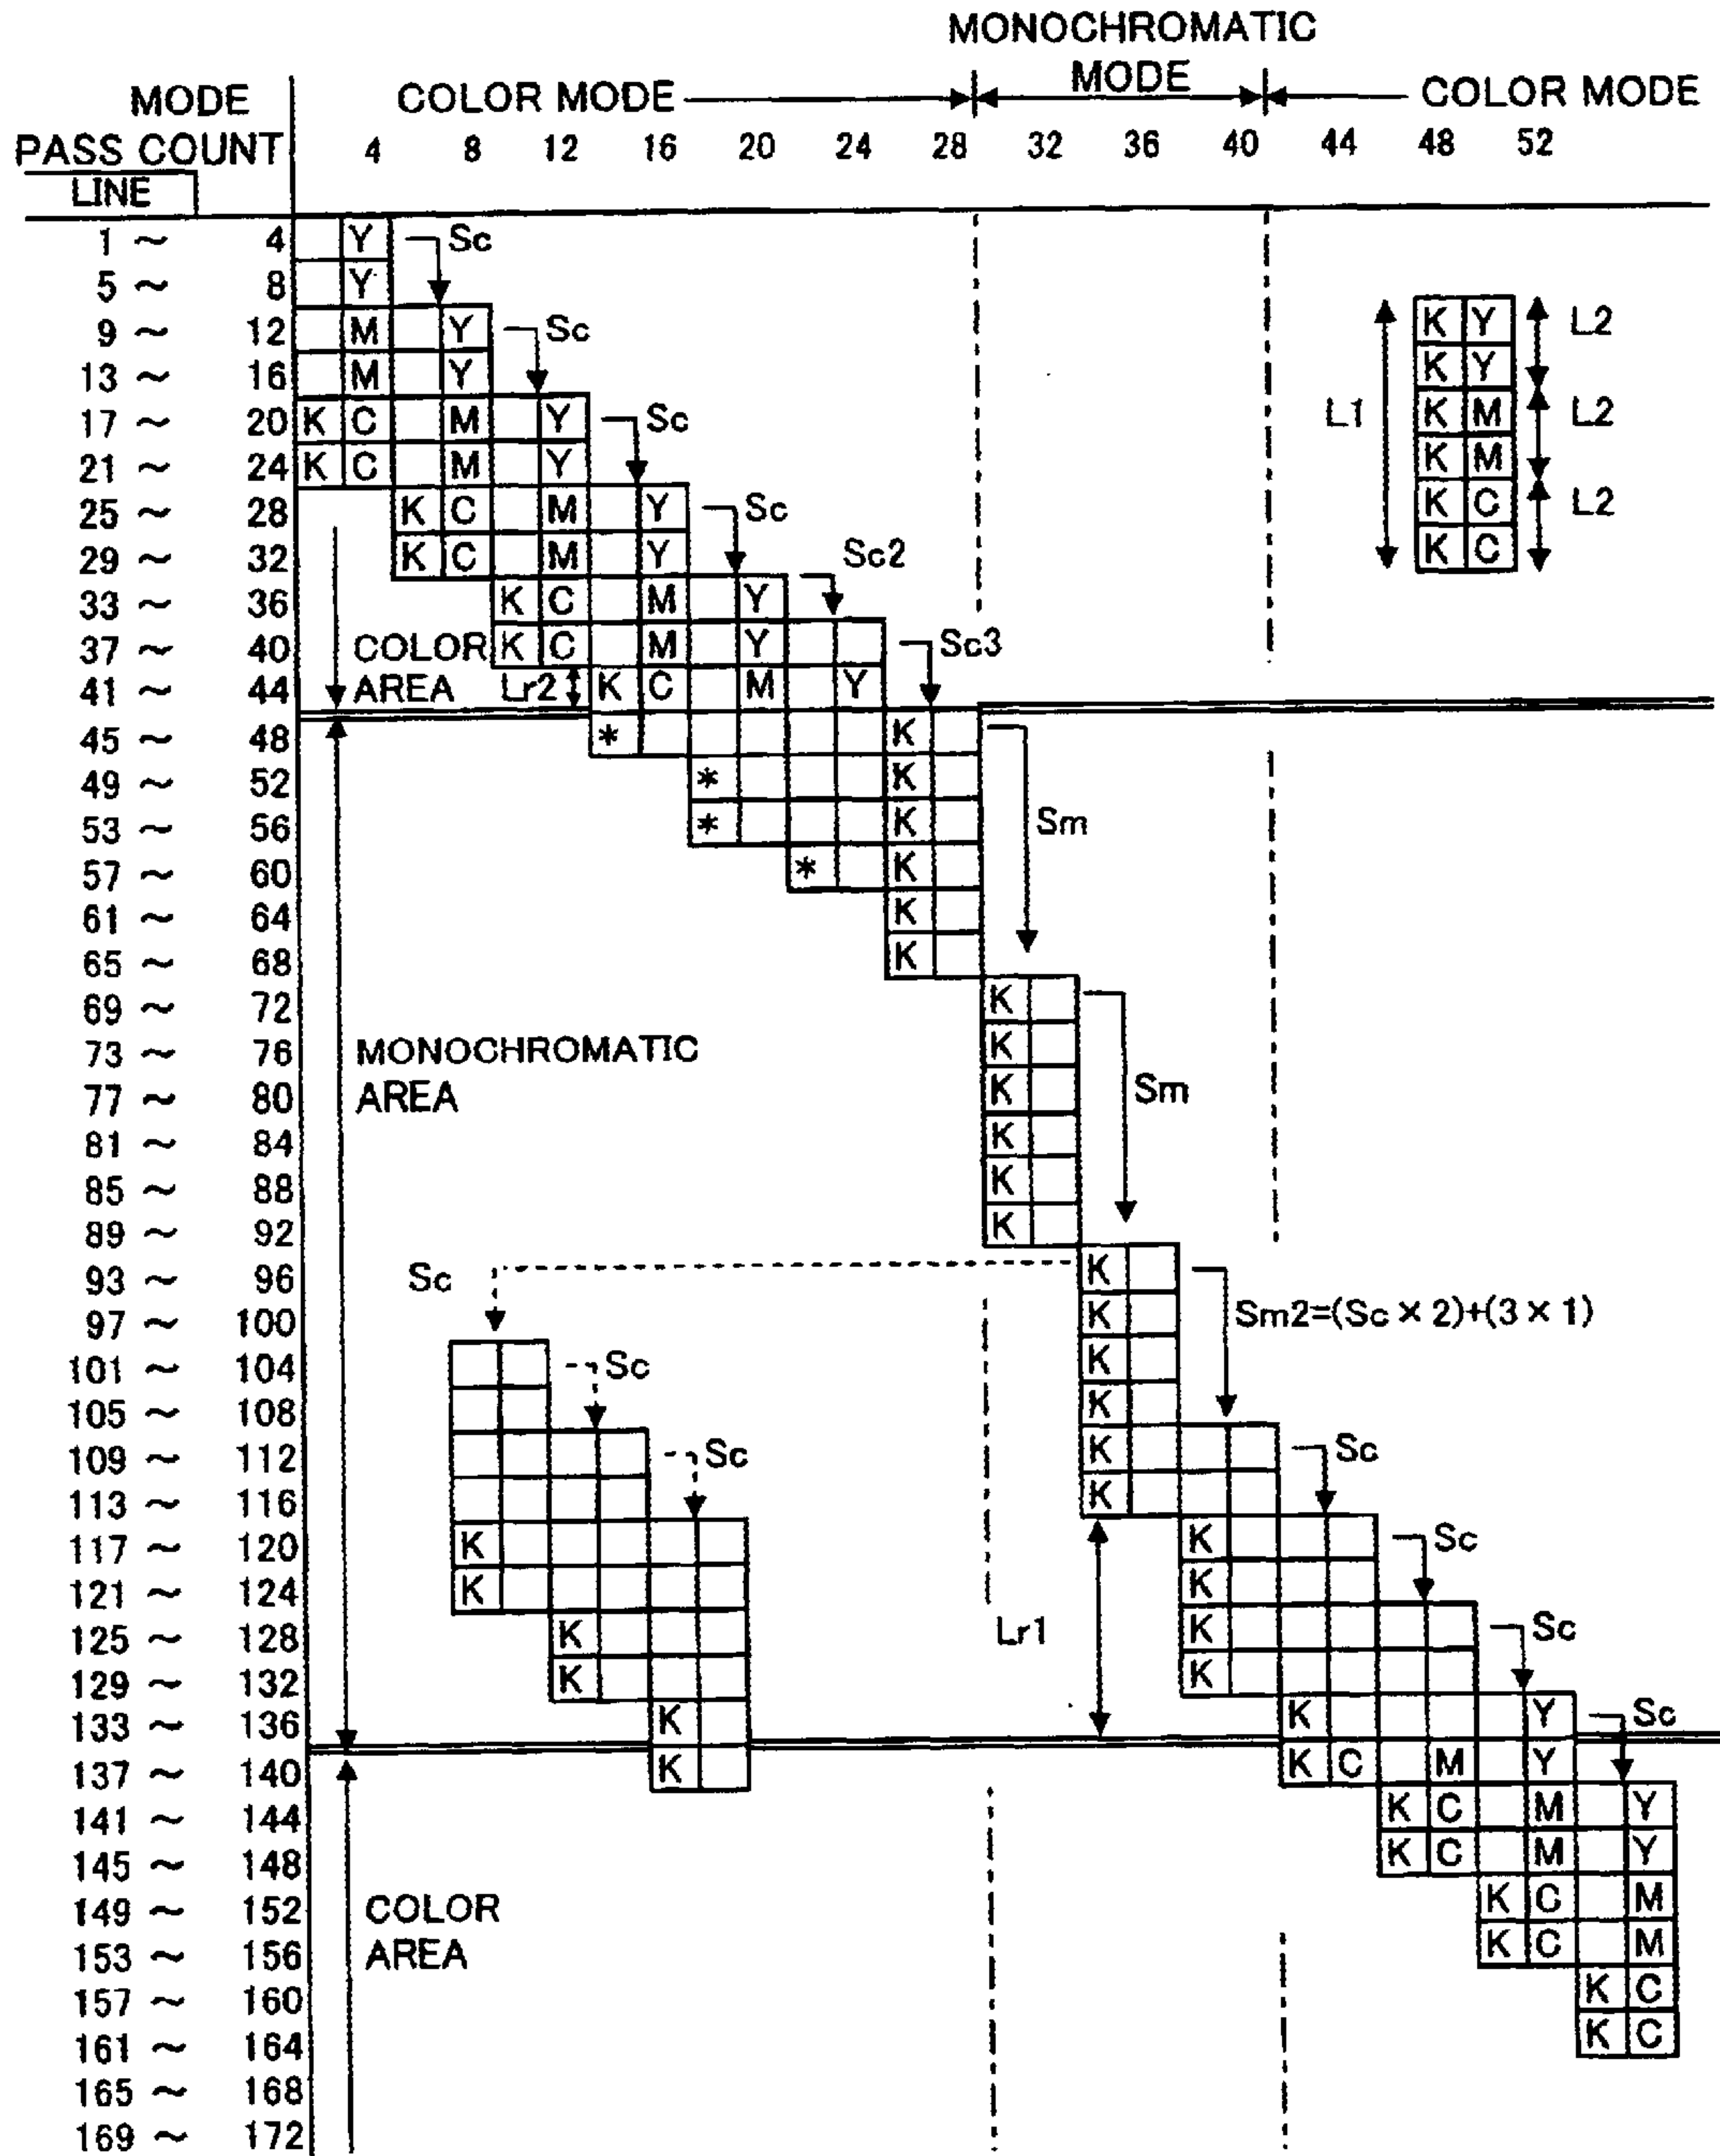 MONOCHROMATIC
MODE COLOR MODE MODE COLOR MODE
PASS COUNT 4 8 12 16 20 24 28 32 36 40 44 48 52
LINE
1 ~ 4 Y Sc
5 ~ 8 Y
9 ~ 12 M Y Sc K Y L2
13 ~ 16 M Y K Y
17 ~ 20 K C M Y Sc L1 K M L2
21 ~ 24 K C M Y K M
25 ~ 28 K C M Y Sc K C L2
29 ~ 32 K C M Y Sc2 K C
33 ~ 36 K C M Y
37 ~ 40 COLOR K C M Y Sc3
41 ~ 44 AREA Lr2 K C M Y
45 ~ 48 * K
49 ~ 52 * K
53 ~ 56 * K Sm
57 ~ 60 * K
61 ~ 64 K
65 ~ 68 K
69 ~ 72 K
73 ~ 76 MONOCHROMATIC K
77 ~ 80 AREA K Sm
81 ~ 84 K
85 ~ 88 K
89 ~ 92 K
93 ~ 96 Sc K
97 ~ 100 K Sm2=(Sc × 2)+(3 × 1)
101 ~ 104 Sc K
105 ~ 108 K
109 ~ 112 Sc K Sc
113 ~ 116 K
117 ~ 120 K K Sc
121 ~ 124 K K
125 ~ 128 K Lr1 K Sc
129 ~ 132 K K
133 ~ 136 K K Y Sc
137 ~ 140 K K C M Y
141 ~ 144 K C M Y
145 ~ 148 K C M Y
149 ~ 152 COLOR K C M
153 ~ 156 AREA K C M
157 ~ 160 K C
161 ~ 164 K C
165 ~ 168
169 ~ 172